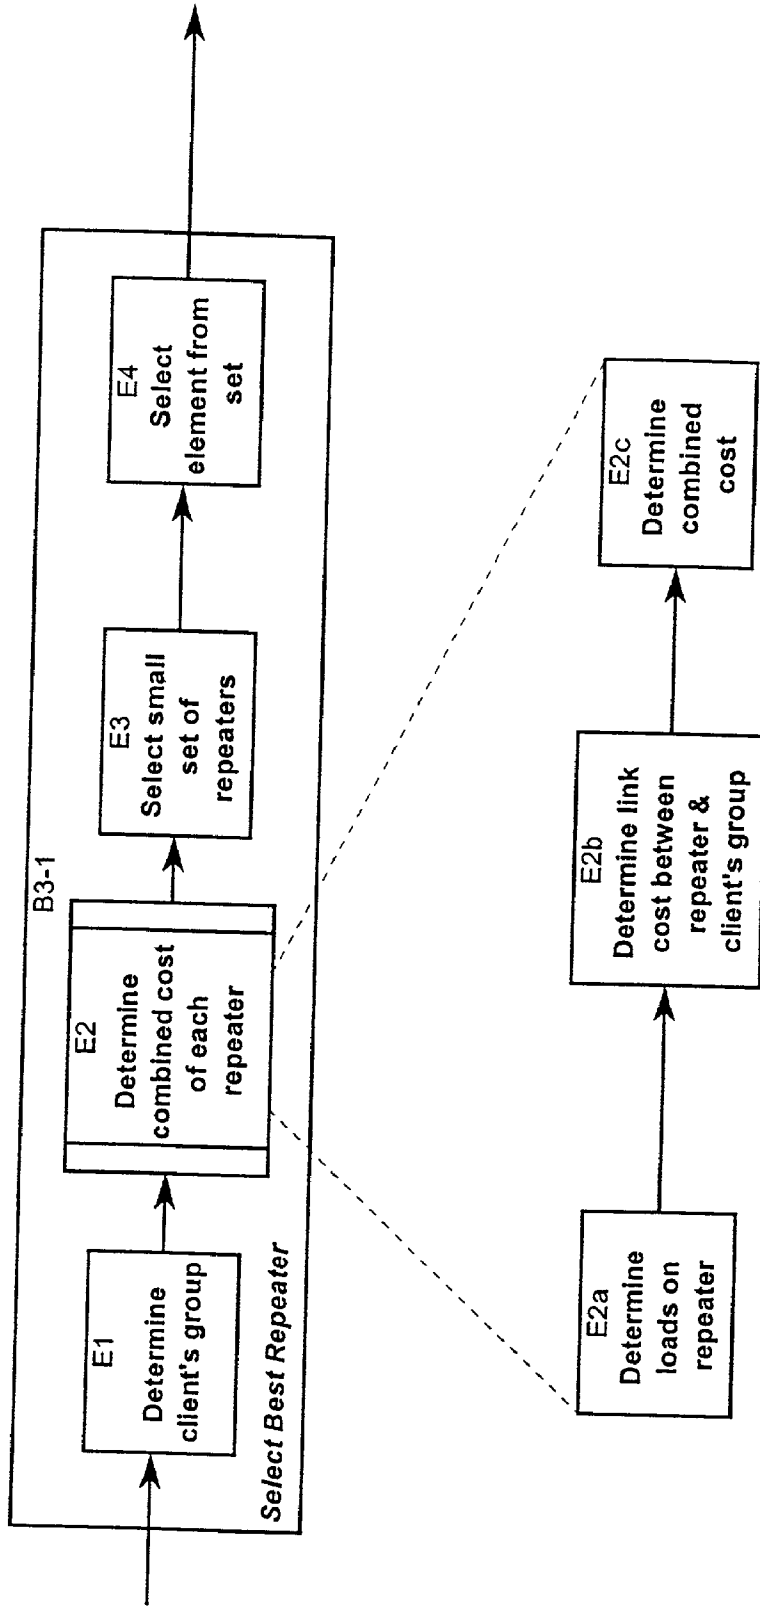 B3-1
E1
Determine
client's group
E2
Determine
combined cost
of each
repeater
E3
Select small
set of
repeaters
E4
Select
element from
set
Select Best Repeater
E2a
Determine
loads on
repeater
E2b
Determine link
cost between
repeater &
client's group
E2c
Determine
combined
cost